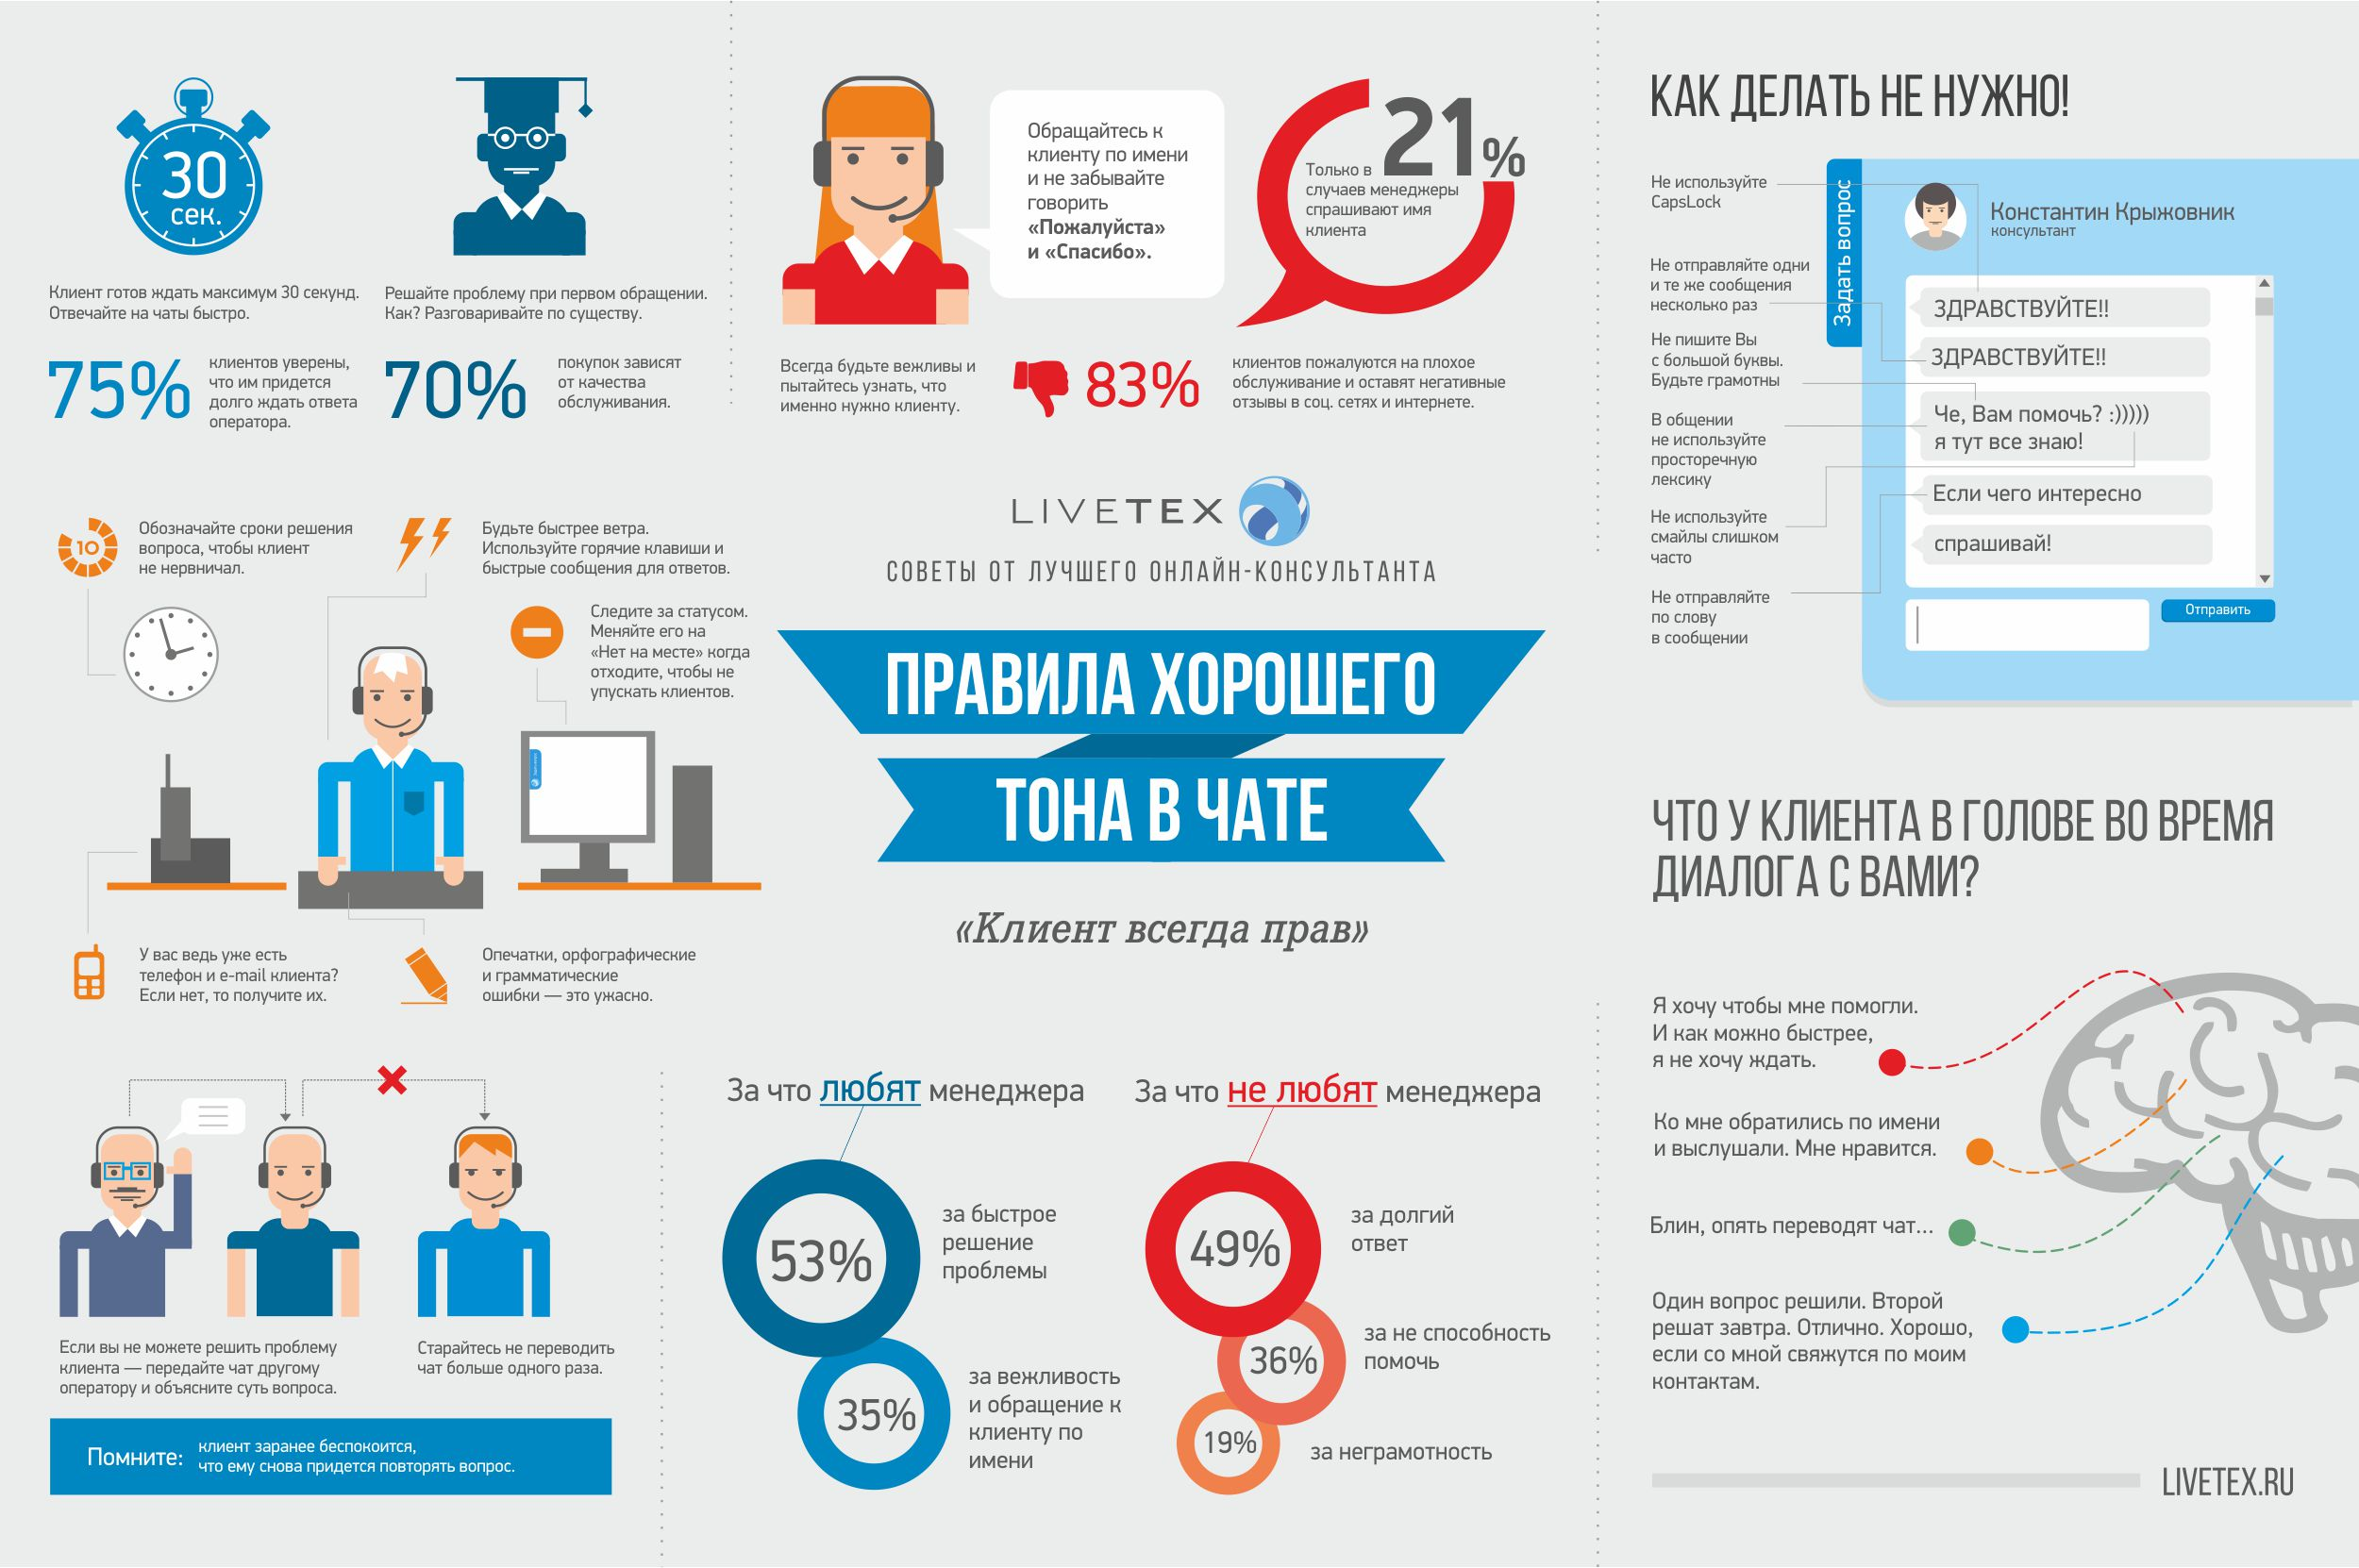 30
сек.
Клиент готов ждать максимум 30 секунд.
Отвечайте на чаты быстро.
75%
клиентов уверены,
что им придется
долго ждать ответа
оператора.
Решайте проблему при первом обращении.
Как? Разговаривайте по существу.
70%
покупок зависят
от качества
обслуживания.
Обращайтесь к
клиенту по имени
и не забывайте
говорить
«Пожалуйста»
и «Спасибо».
Только в 21%
случаев менеджеры
спрашивают имя
клиента
Всегда будьте вежливы и
пытайтесь узнать, что
именно нужно клиенту.
83%
клиентов пожалуются на плохое
обслуживание и оставят негативные
отзывы в соц. сетях и интернете.
10
Обозначайте сроки решения
вопроса, чтобы клиент
не нервничал.
Будьте быстрее ветра.
Используйте горячие клавиши и
быстрые сообщения для ответов.
Следите за статусом.
Меняйте его на
«Нет на месте» когда
отходите, чтобы не
упускать клиентов.
У вас ведь уже есть
телефон и e-mail клиента?
Если нет, то получите их.
Опечатки, орфографические
и грамматические
ошибки — это ужасно.
LIVETEX
СОВЕТЫ ОТ ЛУЧШЕГО ОНЛАЙН-КОНСУЛЬТАНТА
ПРАВИЛА ХОРОШЕГО
ТОНА В ЧАТЕ
«Клиент всегда прав»
Если вы не можете решить проблему
клиента — передайте чат другому
оператору и объясните суть вопроса.
Старайтесь не переводить
чат больше одного раза.
Помните:
клиент заранее беспокоится,
что ему снова придется повторять вопрос.
За что любят менеджера
53%
за быстрое
решение
проблемы
35%
за вежливость
и обращение к
клиенту по
имени
За что не любят менеджера
49%
за долгий
ответ
36%
за не способность
помочь
19%
за неграмотность
КАК ДЕЛАТЬ НЕ НУЖНО!
Не используйте
CapsLock
Не отправляйте одни
и те же сообщения
несколько раз
Не пишите Вы
с большой буквы.
Будьте грамотны
В общении
не используйте
просторечную
лексику
Не используйте
смайлы слишком
часто
Не отправляйте
по слову
в сообщении
Задать вопрос
Константин Крыжовник
консультант
ЗДРАВСТВУЙТЕ!!
ЗДРАВСТВУЙТЕ!!
Че, Вам помочь? :)))))
я тут все знаю!
Если чего интересно
спрашивай!
Отправить
ЧТО У КЛИЕНТА В ГОЛОВЕ ВО ВРЕМЯ
ДИАЛОГА С ВАМИ?
Я хочу чтобы мне помогли.
И как можно быстрее,
я не хочу ждать.
Ко мне обратились по имени
и выслушали. Мне нравится.
Блин, опять переводят чат...
Один вопрос решили. Второй
решат завтра. Отлично. Хорошо,
если со мной свяжутся по моим
контактам.
LIVETEX.RU